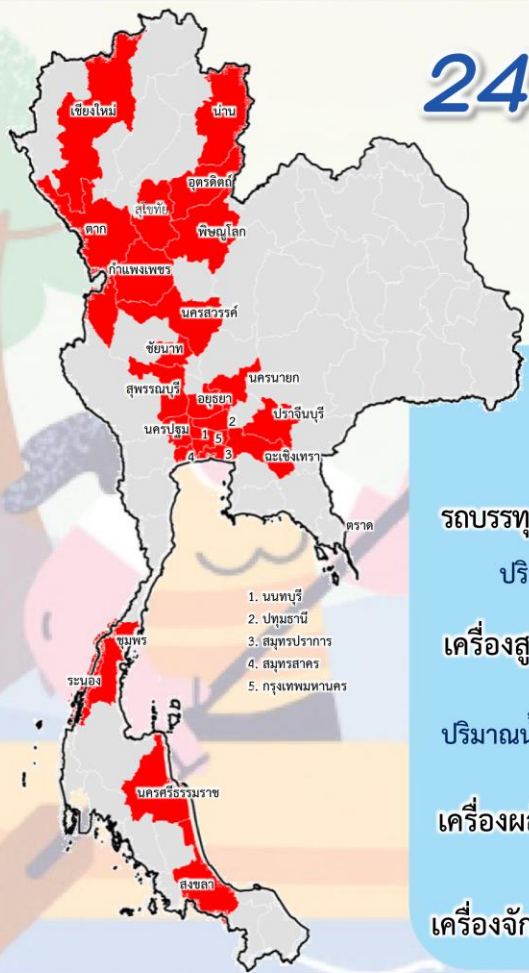 24
เชียงใหม่
น่าน
อุตรดิตถ์
สุโขทัย
ตาก
พิษณุโลก
กำแพงเพชร
นครสวรรค์
ชัยนาท
นครนายก
สุพรรณบุรี
อยุธยา
ปราจีนบุรี
2
นครปฐม
1
5
ฉะเชิงเทรา
4
3
ตราด
รถบรรทุ
ปริ
1. นนทบุรี
2. ปทุมธานี
3. สมุทรปราการ
4. สมุทรสาคร
5. กรุงเทพมหานคร
ชุมพร
เครื่องสู
ระนอง
ปริมาณน้
นครศรีธรรมราช
เครื่องผล
สงขลา
เครื่องจัก